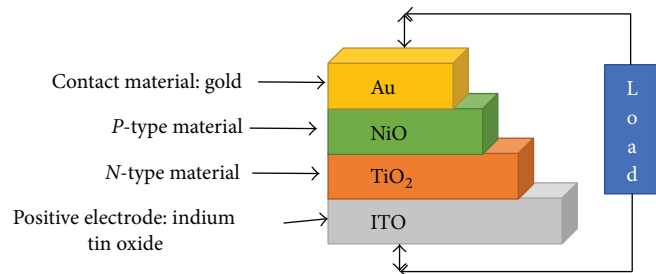 Contact material: gold
P-type material
N-type material
Positive electrode: indium
tin oxide
Au
NiO
TiO₂
ITO
L
o
a
d